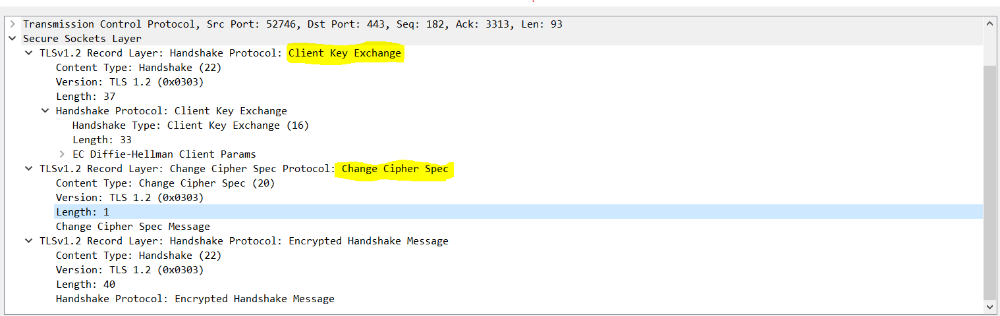 Transmission Control Protocol, Src Port: 52746, Dst Port: 443, Seq: 182, Ack: 3313, Len: 93
Secure Sockets Layer
TLSv1.2 Record Layer: Handshake Protocol: Client Key Exchange
Content Type: Handshake (22)
Version: TLS 1.2 (0x0303)
Length: 37
Handshake Protocol: Client Key Exchange
Handshake Type: Client Key Exchange (16)
Length: 33
EC Diffie-Hellman Client Params
TLSv1.2 Record Layer: Change Cipher Spec Protocol: Change Cipher Spec
Content Type: Change Cipher Spec (20)
Version: TLS 1.2 (0x0303)
Length: 1
Change Cipher Spec Message
TLSv1.2 Record Layer: Handshake Protocol: Encrypted Handshake Message
Content Type: Handshake (22)
Version: TLS 1.2 (0x0303)
Length: 40
Handshake Protocol: Encrypted Handshake Message